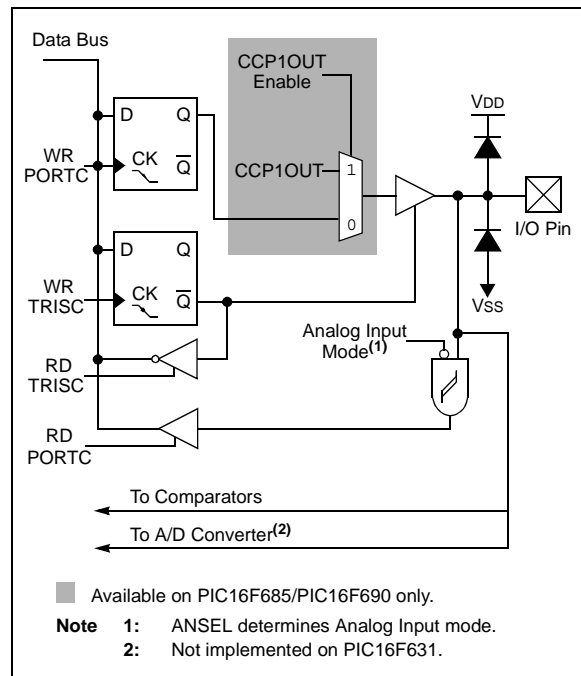 Data Bus
CCP1OUT
Enable
VDD
D Q
WR
PORTC
CK Q
CCP1OUT
1
0
I/O Pin
D Q
WR
TRISC
CK Q
VSS
Analog Input
Mode(1)
RD
TRISC
RD
PORTC
To Comparators
To A/D Converter(2)
Available on PIC16F685/PIC16F690 only.
Note 1: ANSEL determines Analog Input mode.
2: Not implemented on PIC16F631.